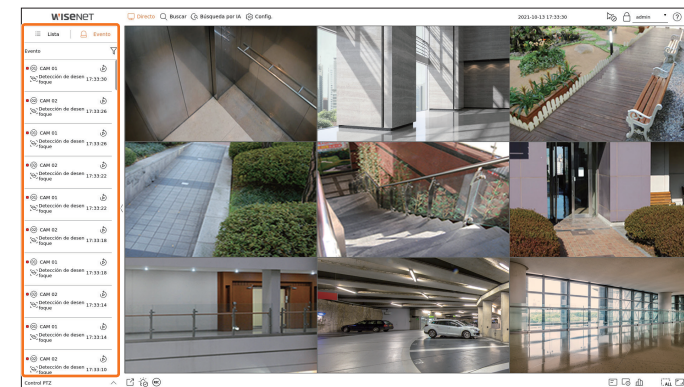 WISENET
Directo Buscar Búsqueda por IA Config. 2021-10-13 17:33:30 admin
Lista Evento
Evento
CAM 01
Detección de desen
foque 17:33:30
CAM 02
Detección de desen
foque 17:33:26
CAM 01
Detección de desen
foque 17:33:26
CAM 02
Detección de desen
foque 17:33:22
CAM 01
Detección de desen
foque 17:33:22
CAM 02
Detección de desen
foque 17:33:18
CAM 01
Detección de desen
foque 17:33:18
CAM 02
Detección de desen
foque 17:33:14
CAM 01
Detección de desen
foque 17:33:14
CAM 02
Detección de desen
foque 17:33:10
Control PTZ
ALL